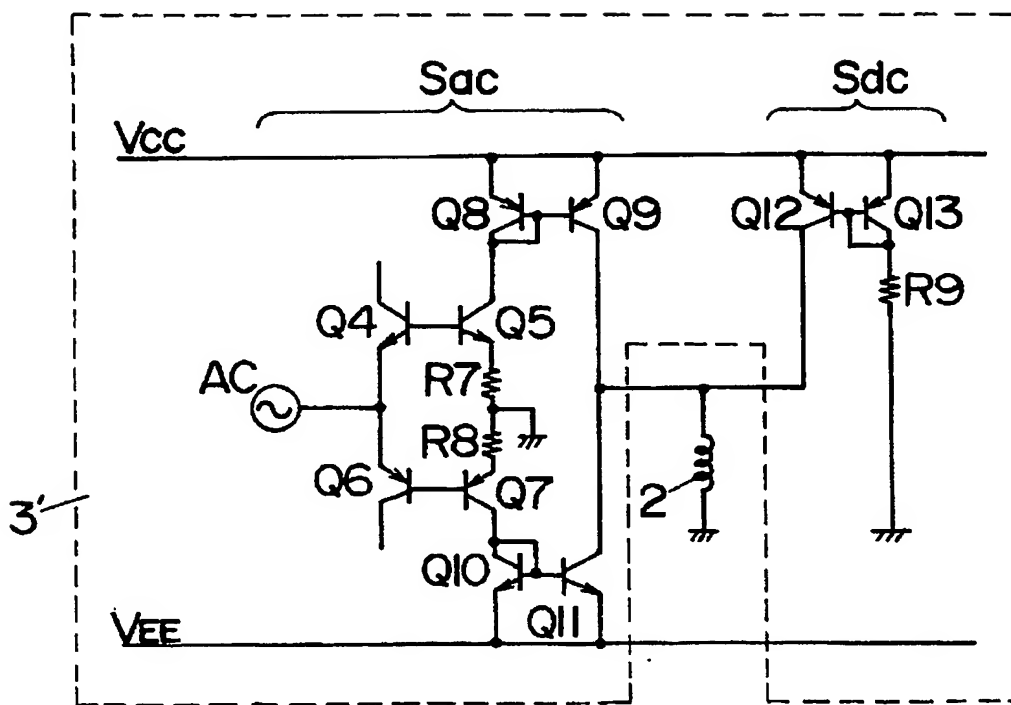 Sac Sdc
VCC
Q8 Q9 Q12 Q13
R9
Q4 Q5
AC R7
R8
Q6 Q7 2
3'
Q10
Q11
VEE